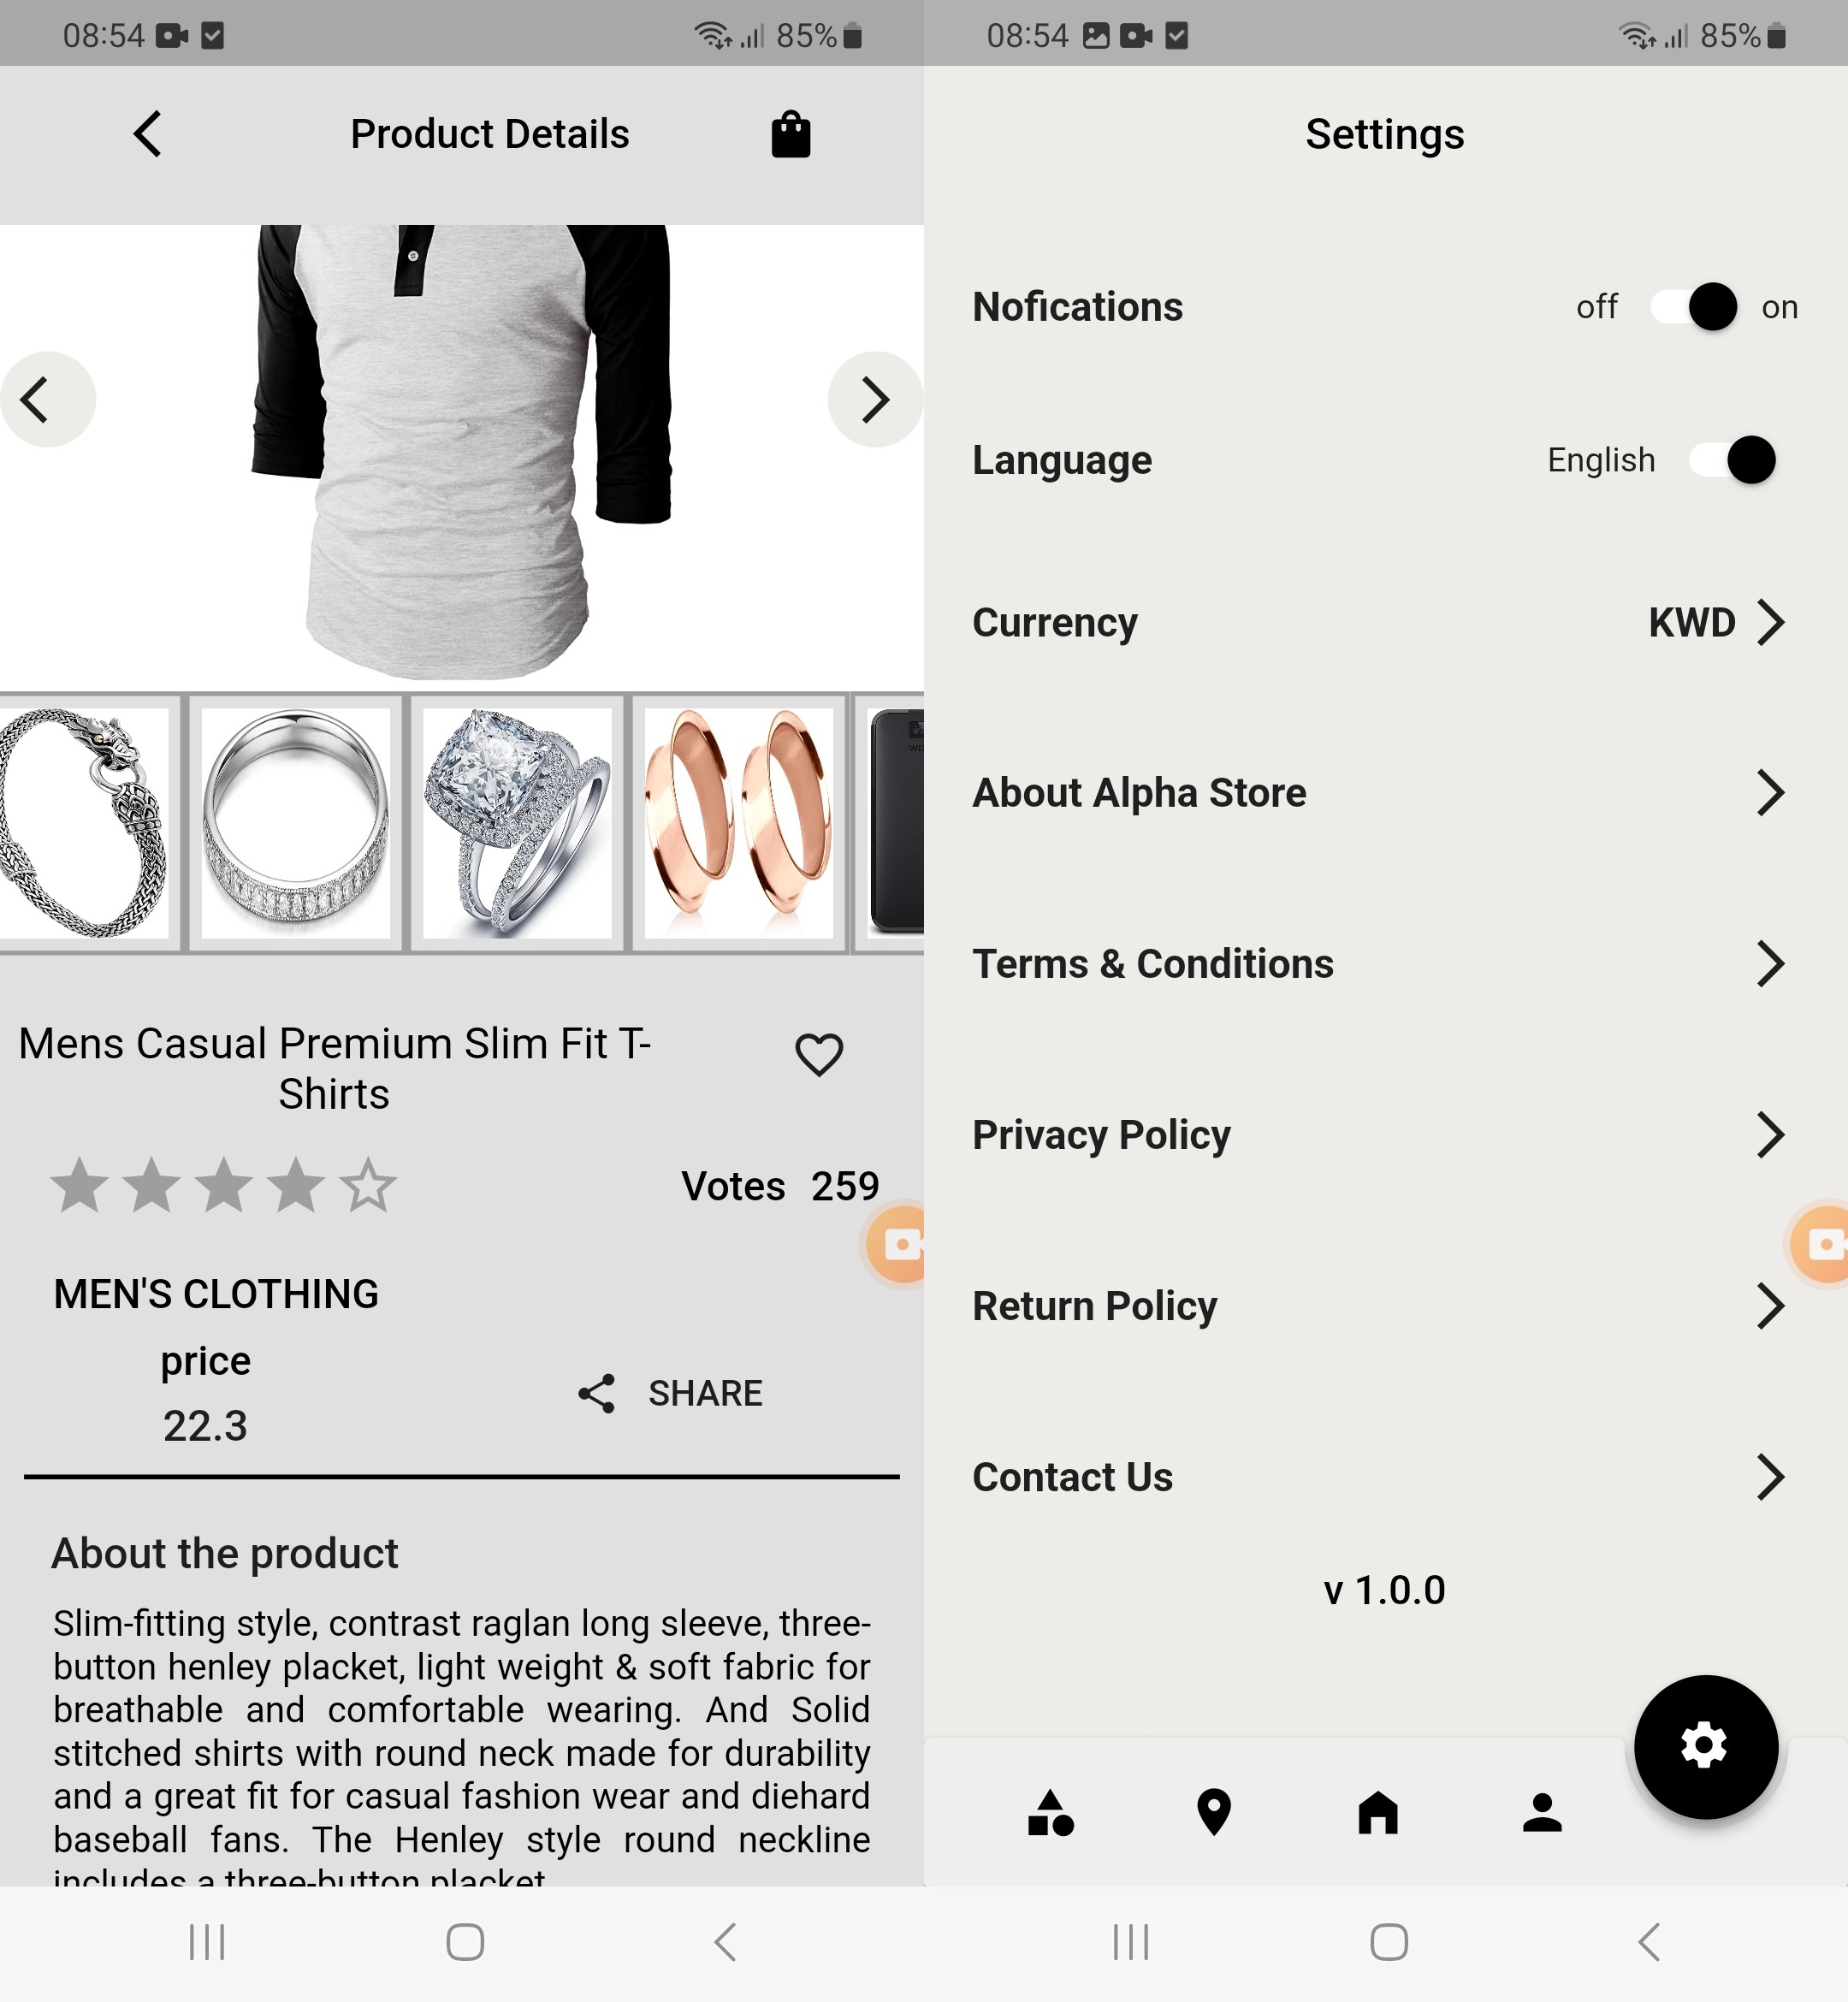 08:54
85%
Product Details
Mens Casual Premium Slim Fit T-
Shirts
Votes 259
MEN'S CLOTHING
price
22.3
SHARE
About the product
Slim-fitting style, contrast raglan long sleeve, three-
button henley placket, light weight & soft fabric for
breathable and comfortable wearing. And Solid
stitched shirts with round neck made for durability
and a great fit for casual fashion wear and diehard
baseball fans. The Henley style round neckline
includes a three-button placket
08:54
85%
Settings
Nofications
off
on
Language
English
Currency
KWD
About Alpha Store
Terms & Conditions
Privacy Policy
Return Policy
Contact Us
v 1.0.0